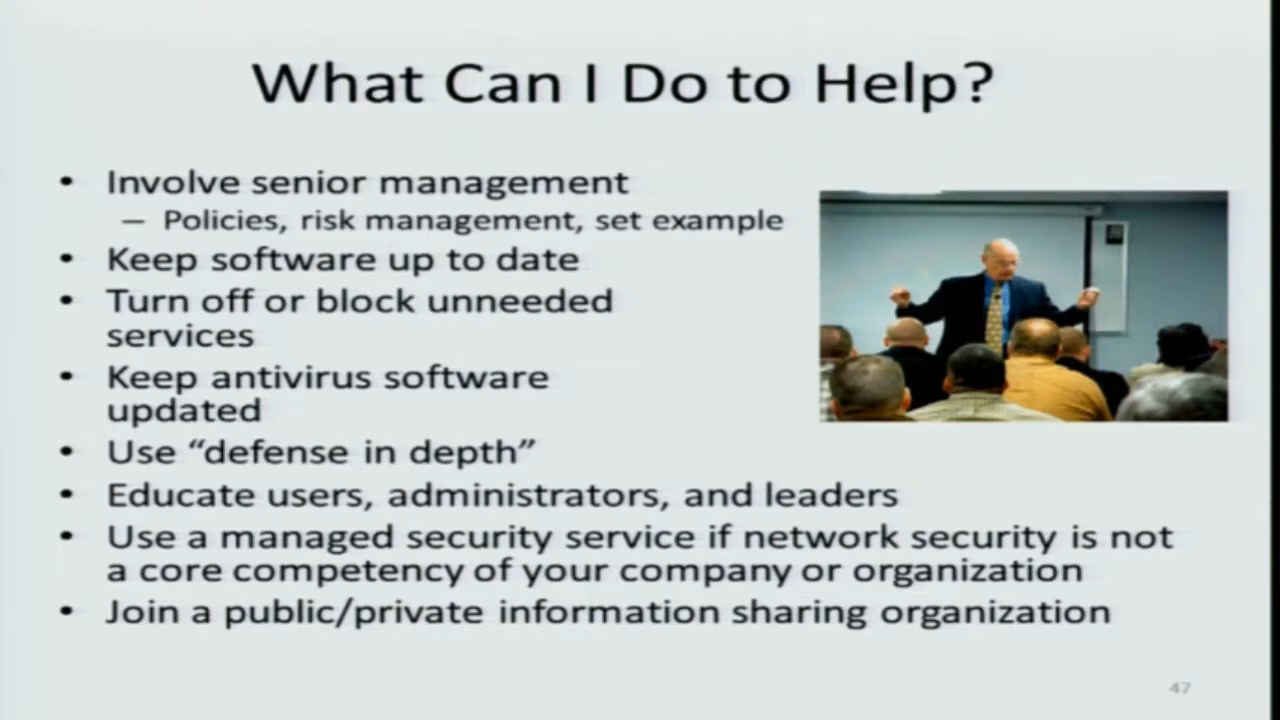 What Can I Do to Help?
• Involve senior management
– Policies, risk management, set example
• Keep software up to date
• Turn off or block unneeded
services
• Keep antivirus software
updated
• Use “defense in depth”
• Educate users, administrators, and leaders
• Use a managed security service if network security is not
a core competency of your company or organization
• Join a public/private information sharing organization
47